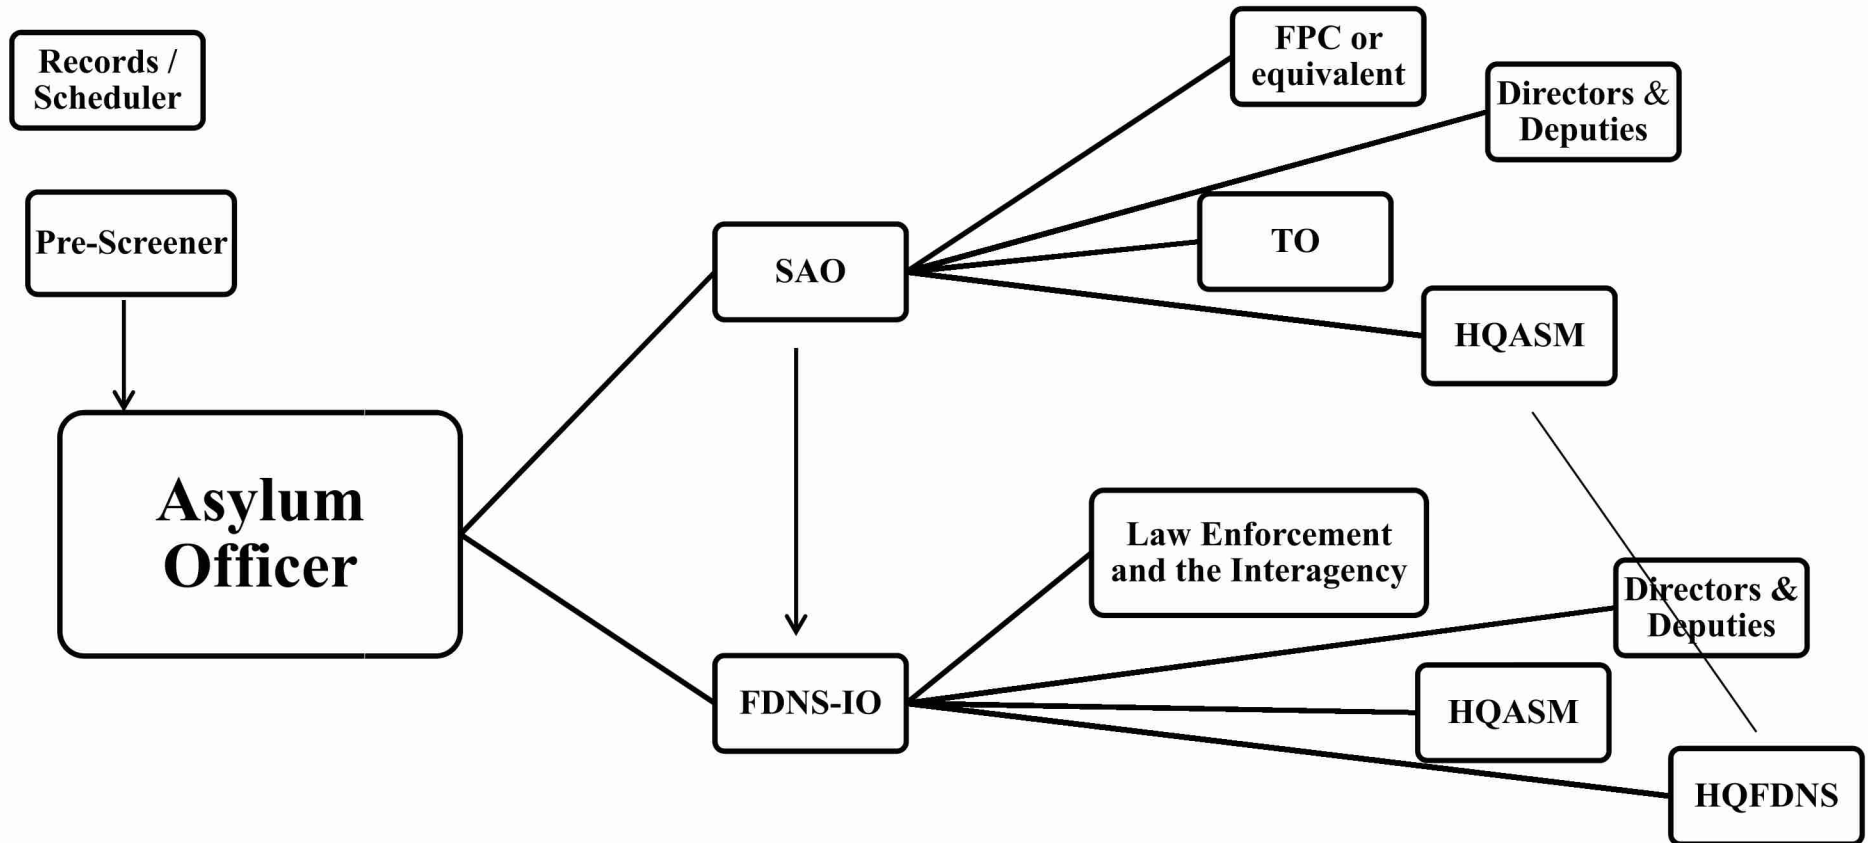 Records /
Scheduler
Pre-Screener
Asylum
Officer
SAO
FDNS-IO
FPC or
equivalent
Directors &
Deputies
TO
HQASM
Law Enforcement
and the Interagency
Directors &
Deputies
HQASM
HQFDNS